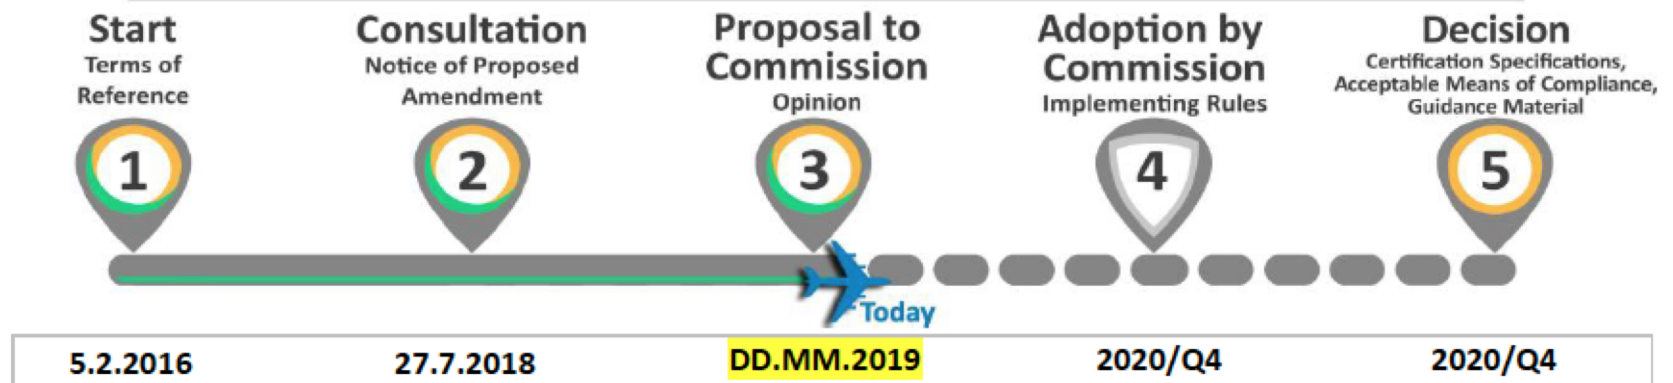 Start
Terms of
Reference
Consultation
Notice of Proposed
Amendment
Proposal to
Commission
Opinion
Adoption by
Commission
Implementing Rules
Decision
Certification Specifications,
Acceptable Means of Compliance,
Guidance Material
1
2
3
4
5
Today
5.2.2016
27.7.2018
DD.MM.2019
2020/Q4
2020/Q4